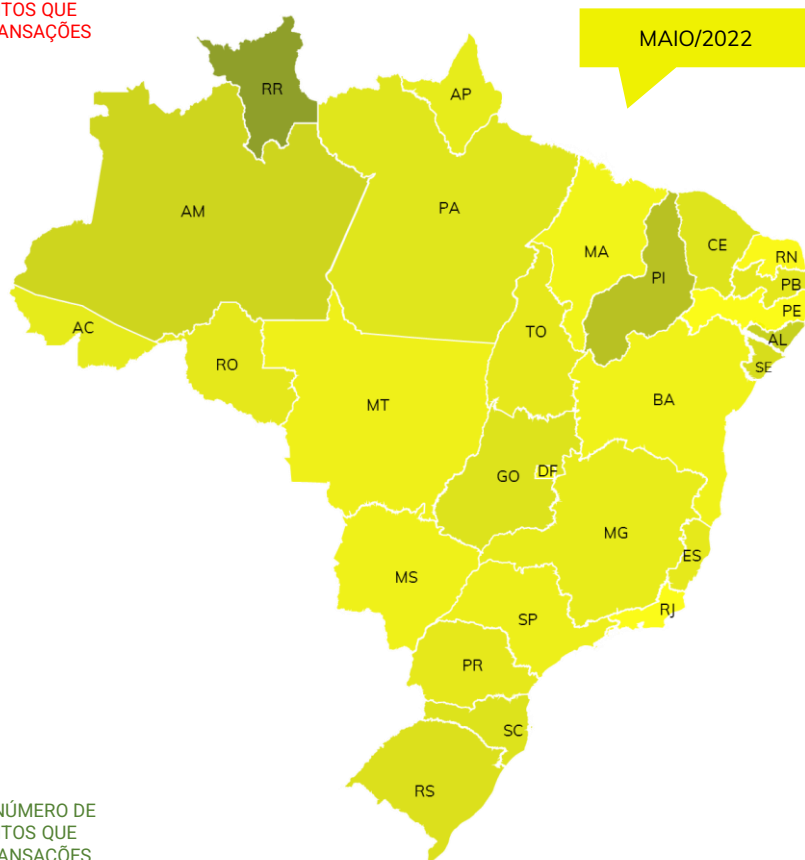 TOS QUE
ANSAÇÕES
MAIO/2022
RR
AP
AM
PA
MA
CE
RN
PI
PB
PE
AC
TO
AL
RO
SE
MT
BA
GO
DF
MG
ES
MS
SP
RJ
PR
SC
RS
NÚMERO DE
TOS QUE
ANSAÇÕES